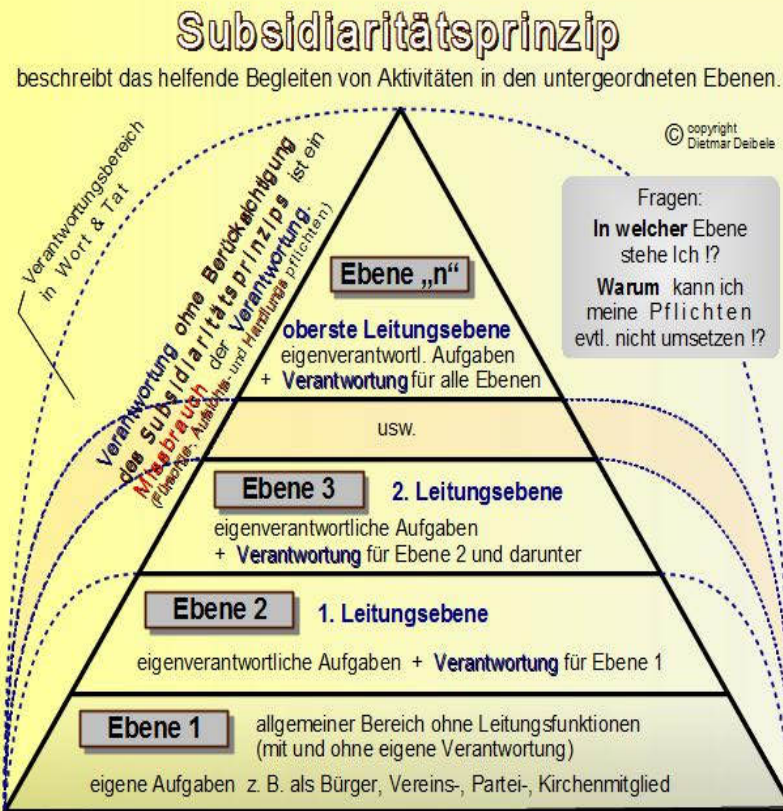 Subsidiaritätsprinzip
beschreibt das helfende Begleiten von Aktivitäten in den untergeordneten Ebenen.
© copyright
Dietmar Deibele
Verantwortungsbereich
in Wort & Tat
Verantwortung ohne Berücksichtigung
des Subsidiaritätsprinzips ist ein
Missbrauch der Verantwortung.
(Fürsorge-, Aufsichts- und Handlungspflichten)
Fragen:
In welcher Ebene
stehe Ich !?
Warum kann ich
meine Pflichten
evtl. nicht umsetzen !?
Ebene „n“
oberste Leitungsebene
eigenverantwortl. Aufgaben
+ Verantwortung für alle Ebenen
usw.
Ebene 3 2. Leitungsebene
eigenverantwortliche Aufgaben
+ Verantwortung für Ebene 2 und darunter
Ebene 2 1. Leitungsebene
eigenverantwortliche Aufgaben + Verantwortung für Ebene 1
Ebene 1 allgemeiner Bereich ohne Leitungsfunktionen
(mit und ohne eigene Verantwortung)
eigene Aufgaben z. B. als Bürger, Vereins-, Partei-, Kirchenmitglied